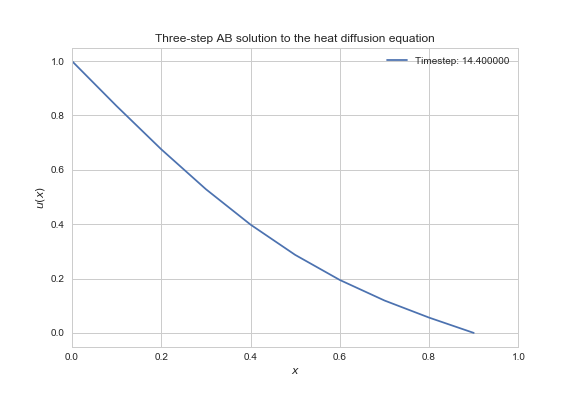 Three-step AB solution to the heat diffusion equation
Timestep: 14.400000
1.0
0.8
0.6
0.4
0.2
0.0
u(x)
0.0 0.2 0.4 0.6 0.8 1.0
x